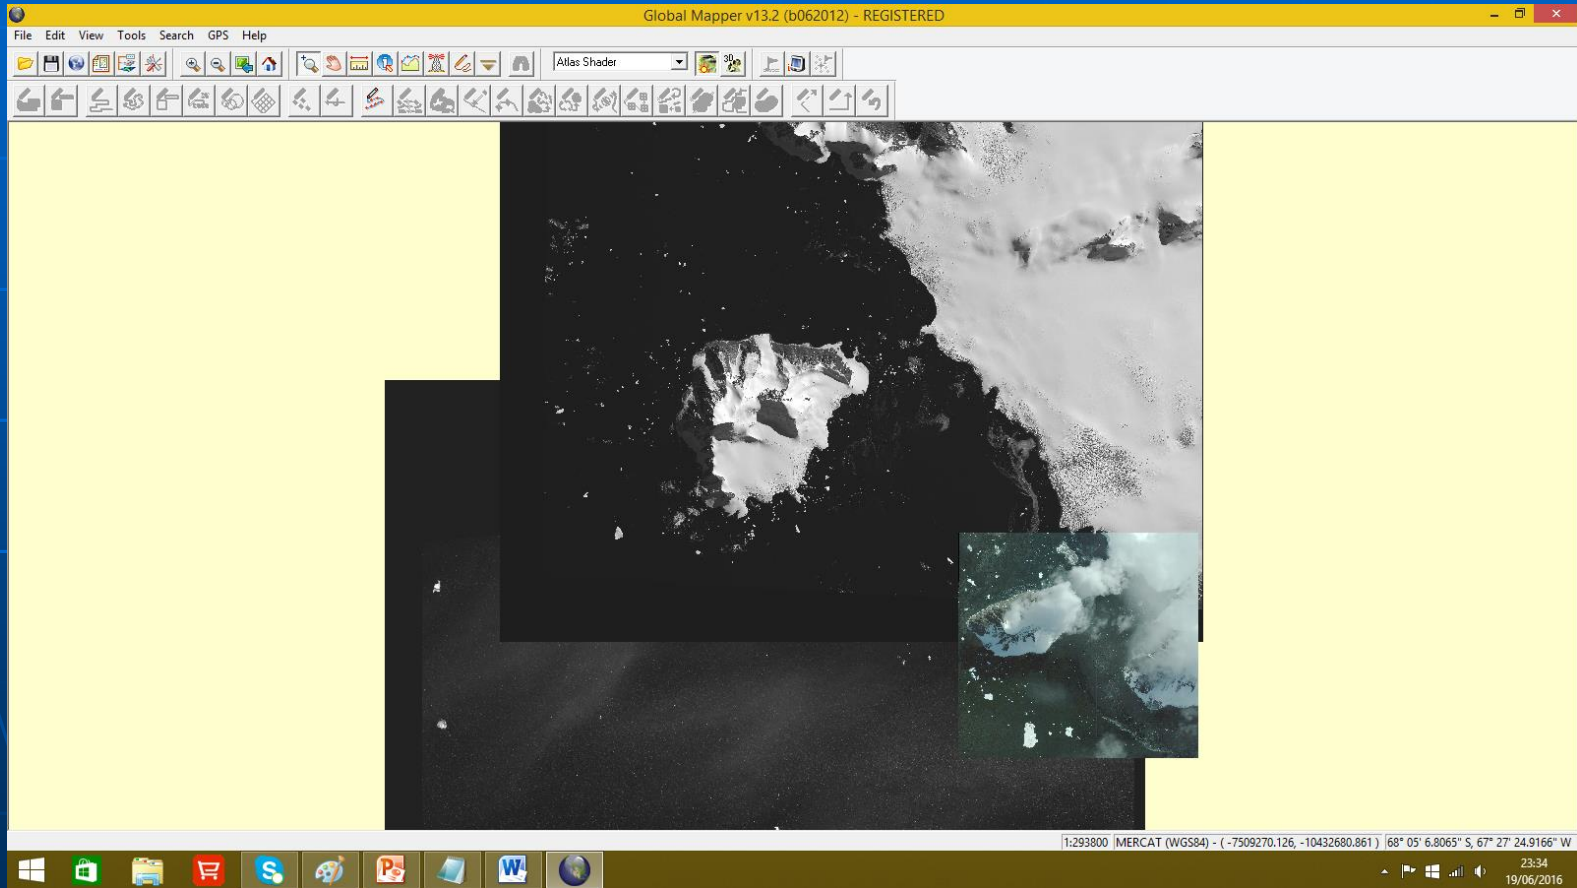 Global Mapper v13.2 (b062012) - REGISTERED
File Edit View Tools Search GPS Help
Atlas Shader
1:293800 MERCAT (WGS84) - ( -7509270.126, -10432680.861 ) 68° 05' 6.8065" S, 67° 27' 24.9166" W
23:34
19/06/2016